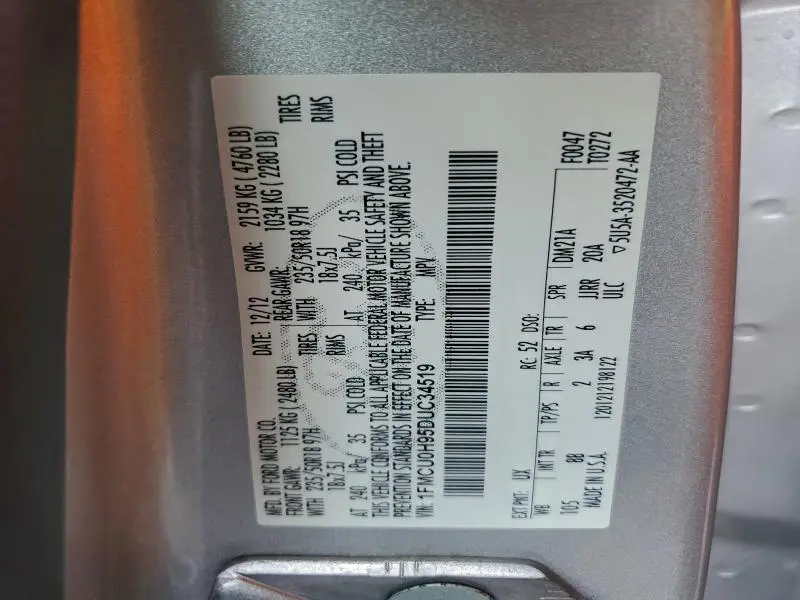 MFD. BY FORD MOTOR CO. DATE: 12/12 GVWR: 2159 KG ( 4760 LB)
FRONT GAWR: 1125 KG ( 2480 LB) REAR GAWR: 1034 KG ( 2280 LB)
WITH 235/50R18 97H TIRES WITH 235/50R18 97H TIRES
18x7.5J RIMS 18x7.5J RIMS
AT 240 kPa/ 35 PSI COLD AT 240 kPa/ 35 PSI COLD
THIS VEHICLE CONFORMS TO ALL APPLICABLE FEDERAL MOTOR VEHICLE SAFETY AND THEFT
PREVENTION STANDARDS IN EFFECT ON THE DATE OF MANUFACTURE SHOWN ABOVE.
VIN: 1FMCU0H95DUC34519 TYPE: MPV
F0047
T0272
EXT PNT: UX RC: 52 DSO:
WB INT TR TP/PS R AXLE TR SPR DM21A
105 BB 2 3A 6 JJRR 20A
MADE IN U.S.A. 1201212198122 ULC ▽5U5A-3520472-AA